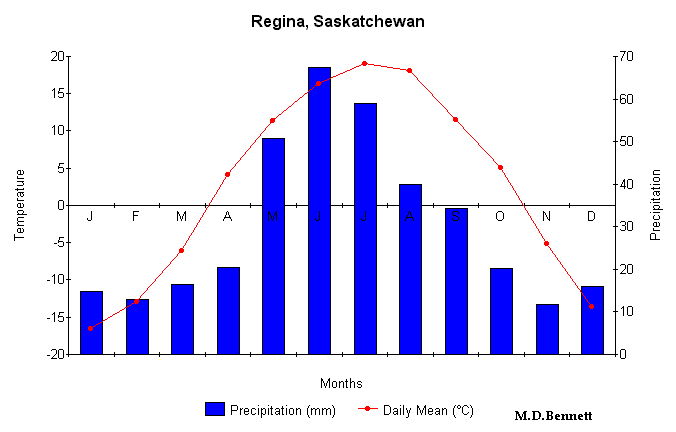 Regina, Saskatchewan
20
15
10
5
0
-5
-10
-15
-20
Temperature
J F M A M J J A S O N D
70
60
50
40
30
20
10
0
Precipitation
Months
Precipitation (mm) Daily Mean (°C)
M.D.Bennett